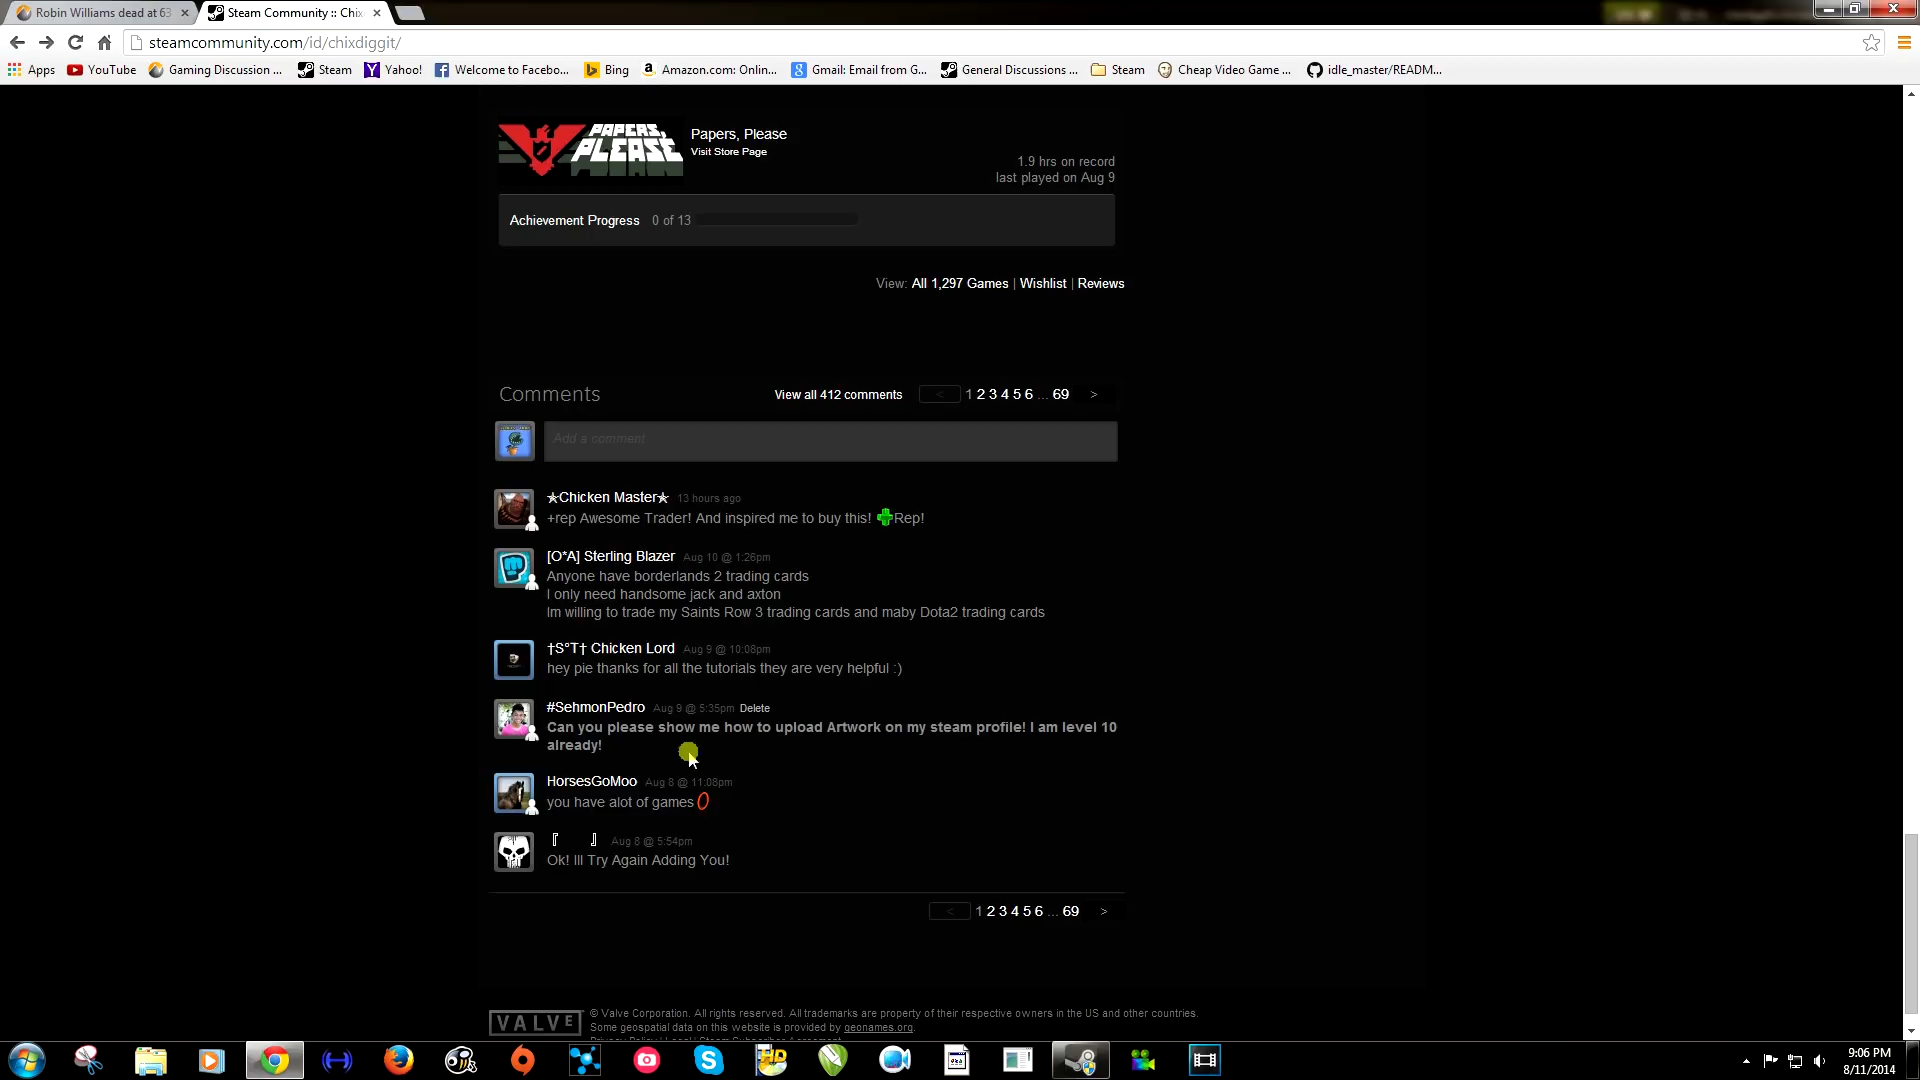 Robin Williams dead at 63
Steam Community :: Chix
steamcommunity.com/id/chixdiggit/
Apps
YouTube
Gaming Discussion ...
Steam
Yahoo!
Welcome to Facebo...
Bing
Amazon.com: Onlin...
Gmail: Email from G...
General Discussions ...
Steam
Cheap Video Game ...
idle_master/READM...
PAPERS, PLEASE
Papers, Please
Visit Store Page
1.9 hrs on record
last played on Aug 9
Achievement Progress 0 of 13
View: All 1,297 Games | Wishlist | Reviews
Comments
View all 412 comments
< 1 2 3 4 5 6 ... 69 >
Add a comment
★Chicken Master★ 13 hours ago
+rep Awesome Trader! And inspired me to buy this! ✚Rep!
[O*A] Sterling Blazer Aug 10 @ 1:26pm
Anyone have borderlands 2 trading cards
I only need handsome jack and axton
Im willing to trade my Saints Row 3 trading cards and maby Dota2 trading cards
†S°T† Chicken Lord Aug 9 @ 10:08pm
hey pie thanks for all the tutorials they are very helpful :)
#SehmonPedro Aug 9 @ 5:35pm Delete
Can you please show me how to upload Artwork on my steam profile! I am level 10
already!
HorsesGoMoo Aug 8 @ 11:08pm
you have alot of games
『 』 Aug 8 @ 5:54pm
Ok! Ill Try Again Adding You!
< 1 2 3 4 5 6 ... 69 >
VALVE
© Valve Corporation. All rights reserved. All trademarks are property of their respective owners in the US and other countries.
Some geospatial data on this website is provided by geonames.org.
9:06 PM
8/11/2014